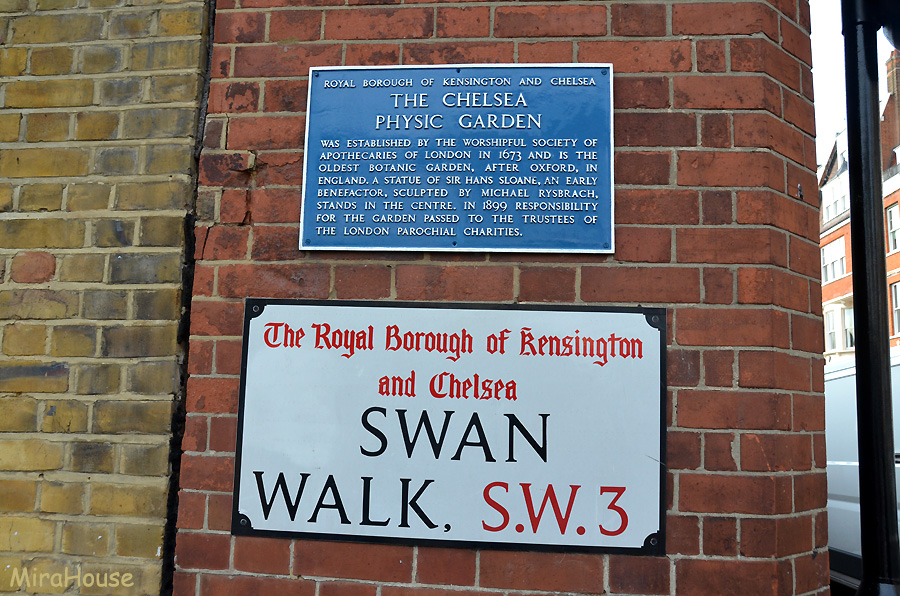 ROYAL BOROUGH OF KENSINGTON AND CHELSEA
THE CHELSEA
PHYSIC GARDEN
WAS ESTABLISHED BY THE WORSHIPFUL SOCIETY OF
APOTHECARIES OF LONDON IN 1673 AND IS THE
OLDEST BOTANIC GARDEN, AFTER OXFORD, IN
ENGLAND. A STATUE OF SIR HANS SLOANE, AN EARLY
BENEFACTOR, SCULPTED BY MICHAEL RYSBRACH,
STANDS IN THE CENTRE. IN 1899 RESPONSIBILITY
FOR THE GARDEN PASSED TO THE TRUSTEES OF
THE LONDON PAROCHIAL CHARITIES.
The Royal Borough of Kensington
and Chelsea
SWAN
WALK, S.W.3
MiraHouse